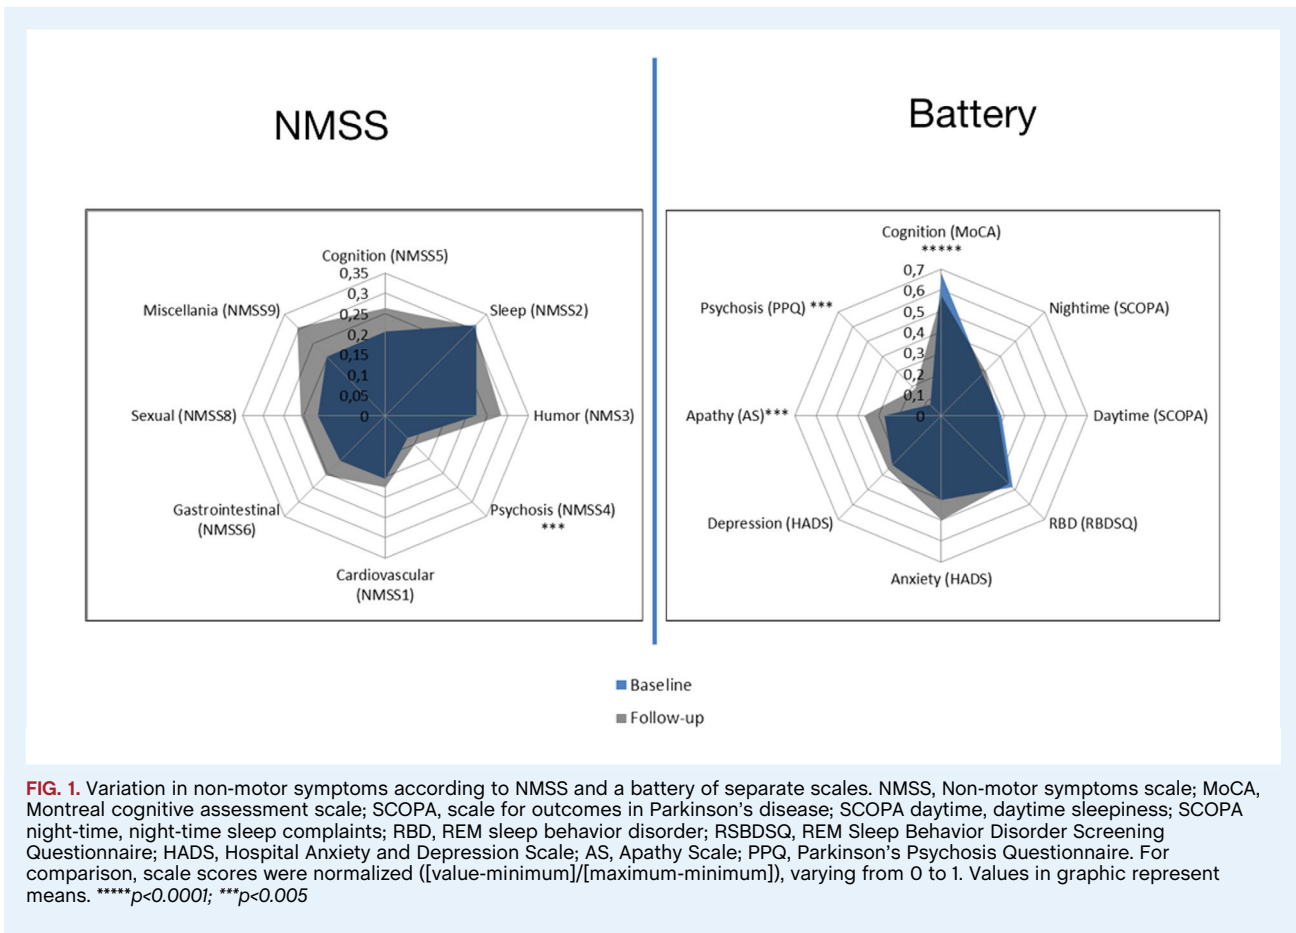 NMSS
Battery
Cognition (NMSS5)
0,35
0,3
0,25
0,2
0,15
0,1
0,05
0
Sleep (NMSS2)
Humor (NMS3)
Psychosis (NMSS4)
***
Cardiovascular
(NMSS1)
Gastrointestinal
(NMSS6)
Sexual (NMSS8)
Miscellania (NMSS9)
Cognition (MoCA)
*****
0,7
0,6
0,5
0,4
0,3
0,2
0,1
0
Nightime (SCOPA)
Daytime (SCOPA)
RBD (RBDSQ)
Anxiety (HADS)
Depression (HADS)
Apathy (AS)***
Psychosis (PPQ) ***
Baseline
Follow-up
FIG. 1. Variation in non-motor symptoms according to NMSS and a battery of separate scales. NMSS, Non-motor symptoms scale; MoCA,
Montreal cognitive assessment scale; SCOPA, scale for outcomes in Parkinson's disease; SCOPA daytime, daytime sleepiness; SCOPA
night-time, night-time sleep complaints; RBD, REM sleep behavior disorder; RSBDSQ, REM Sleep Behavior Disorder Screening
Questionnaire; HADS, Hospital Anxiety and Depression Scale; AS, Apathy Scale; PPQ, Parkinson's Psychosis Questionnaire. For
comparison, scale scores were normalized ([value-minimum]/[maximum-minimum]), varying from 0 to 1. Values in graphic represent
means. *****p<0.0001; ***p<0.005